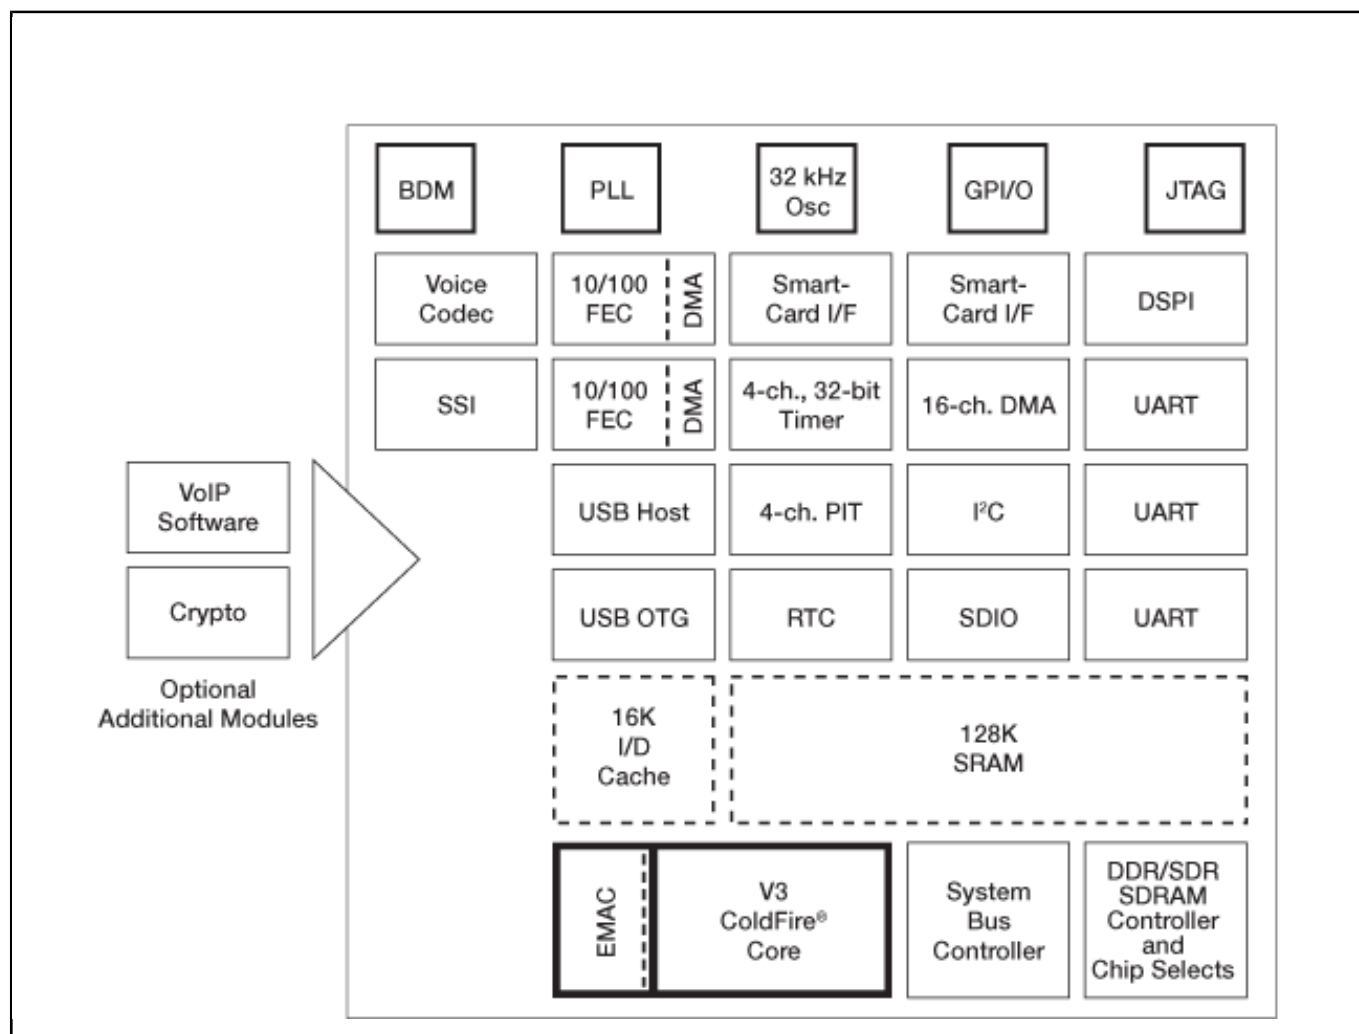 BDM
PLL
32 kHz
Osc
GPI/O
JTAG
Voice
Codec
10/100
FEC
DMA
Smart-
Card I/F
Smart-
Card I/F
DSPI
SSI
10/100
FEC
DMA
4-ch., 32-bit
Timer
16-ch. DMA
UART
VoIP
Software
USB Host
4-ch. PIT
I²C
UART
Crypto
USB OTG
RTC
SDIO
UART
Optional
Additional Modules
16K
I/D
Cache
128K
SRAM
EMAC
V3
ColdFire®
Core
System
Bus
Controller
DDR/SDR
SDRAM
Controller
and
Chip Selects